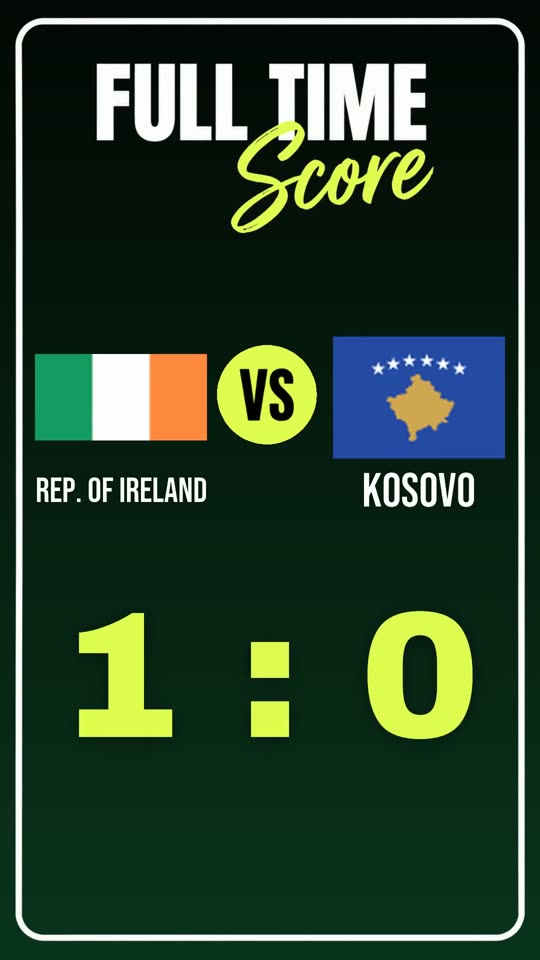 FULL TIME
Score
VS
REP. OF IRELAND
KOSOVO
1 : 0